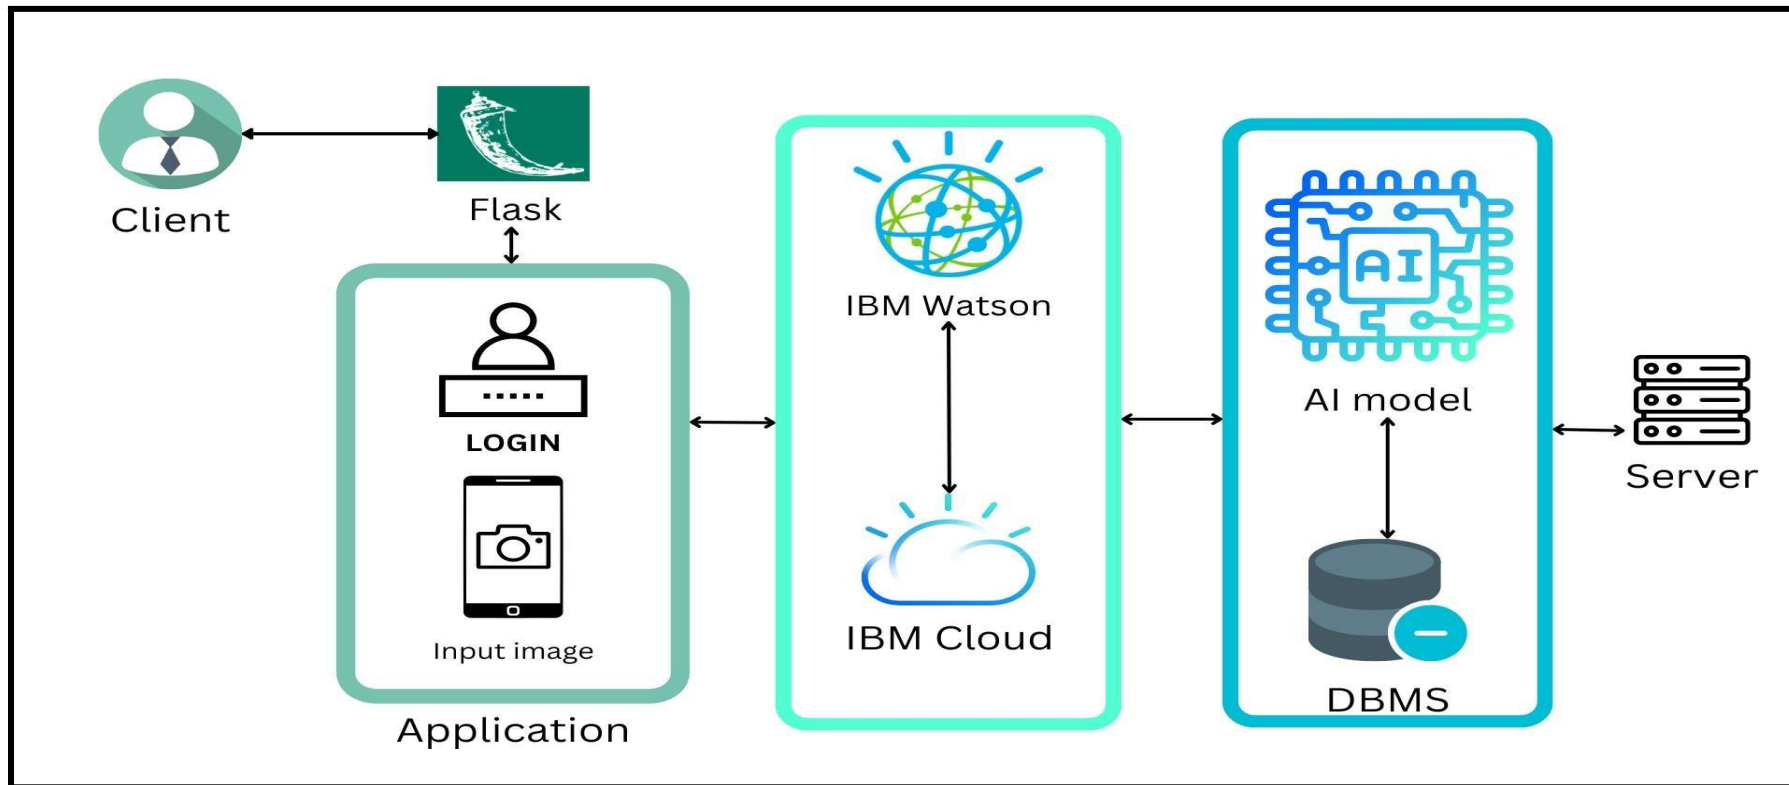 Client
Flask
LOGIN
Input image
Application
IBM Watson
IBM Cloud
AI
AI model
DBMS
Server